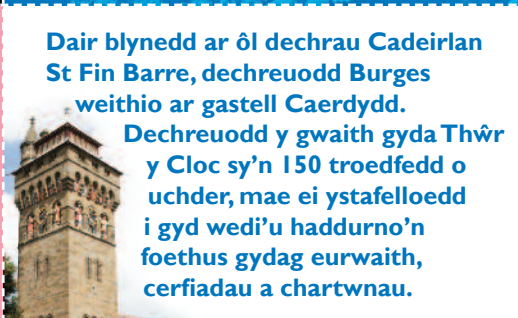 Dair blynedd ar ôl dechrau Cadeirlan
St Fin Barre, dechreuodd Burges
weithio ar gastell Caerdydd.
Dechreuodd y gwaith gyda Thŵr
y Cloc sy'n 150 troedfedd o
uchder, mae ei ystafelloedd
i gyd wedi'u haddurno'n
foethus gydag eurwaith,
cerfiadau a chartwnau.